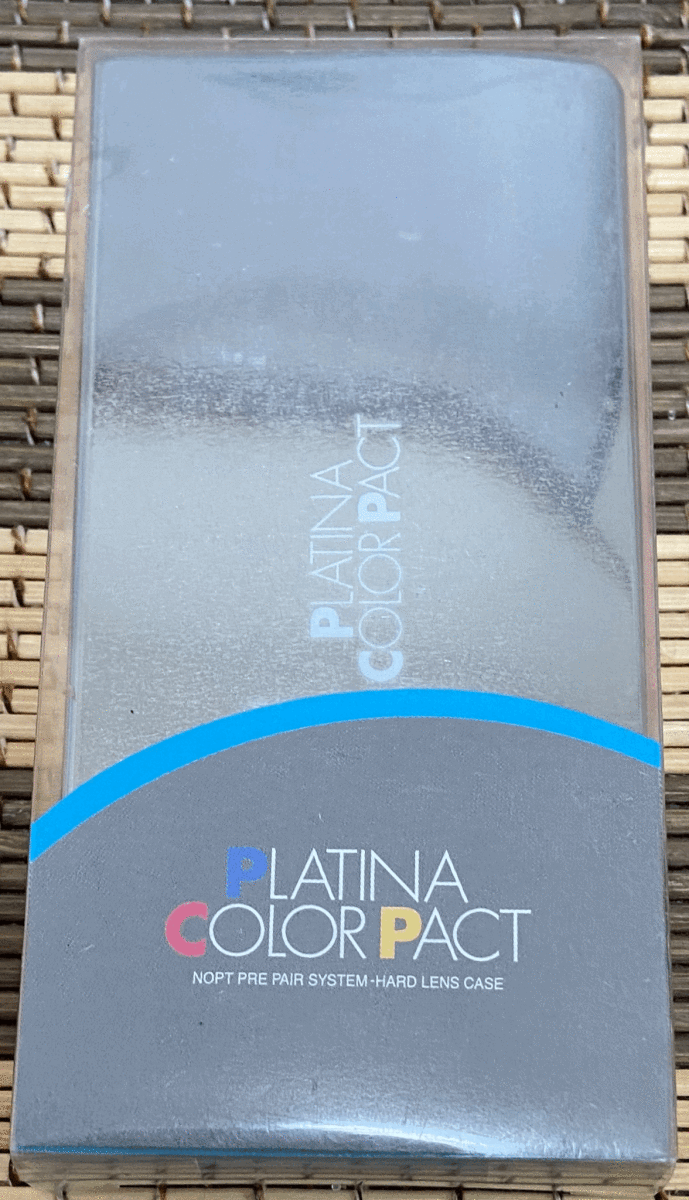 PLATINA
COLOR PACT
PLATINA
COLOR PACT
NOPT PRE PAIR SYSTEM-HARD LENS CASE